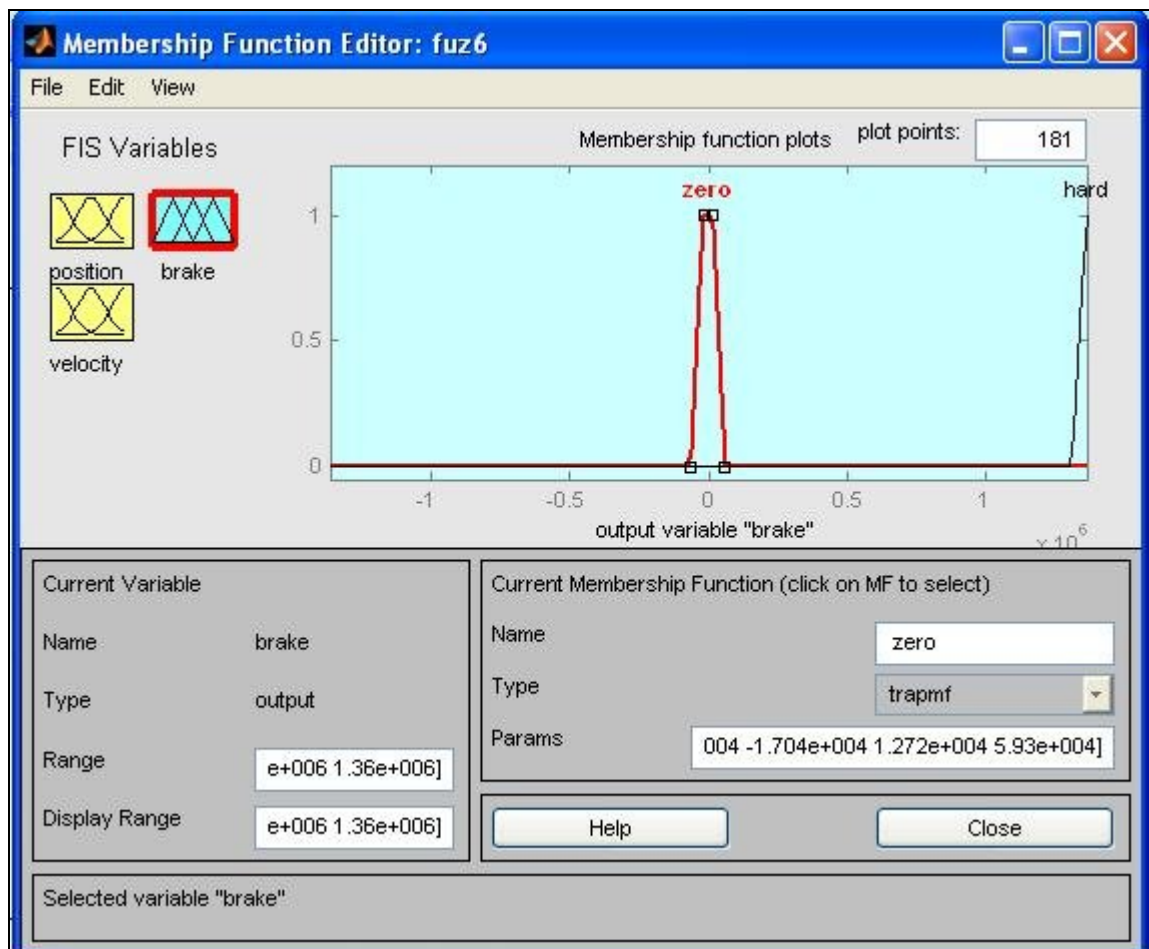 Membership Function Editor: fuz6
File Edit View
FIS Variables
Membership function plots plot points: 181
position brake
velocity
zero
hard
1
0.5
0
-1 -0.5 0 0.5 1
output variable "brake"
x 10^6
Current Variable
Name brake
Type output
Range e+006 1.36e+006]
Display Range e+006 1.36e+006]
Current Membership Function (click on MF to select)
Name zero
Type trapmf
Params 004 -1.704e+004 1.272e+004 5.93e+004]
Help Close
Selected variable "brake"